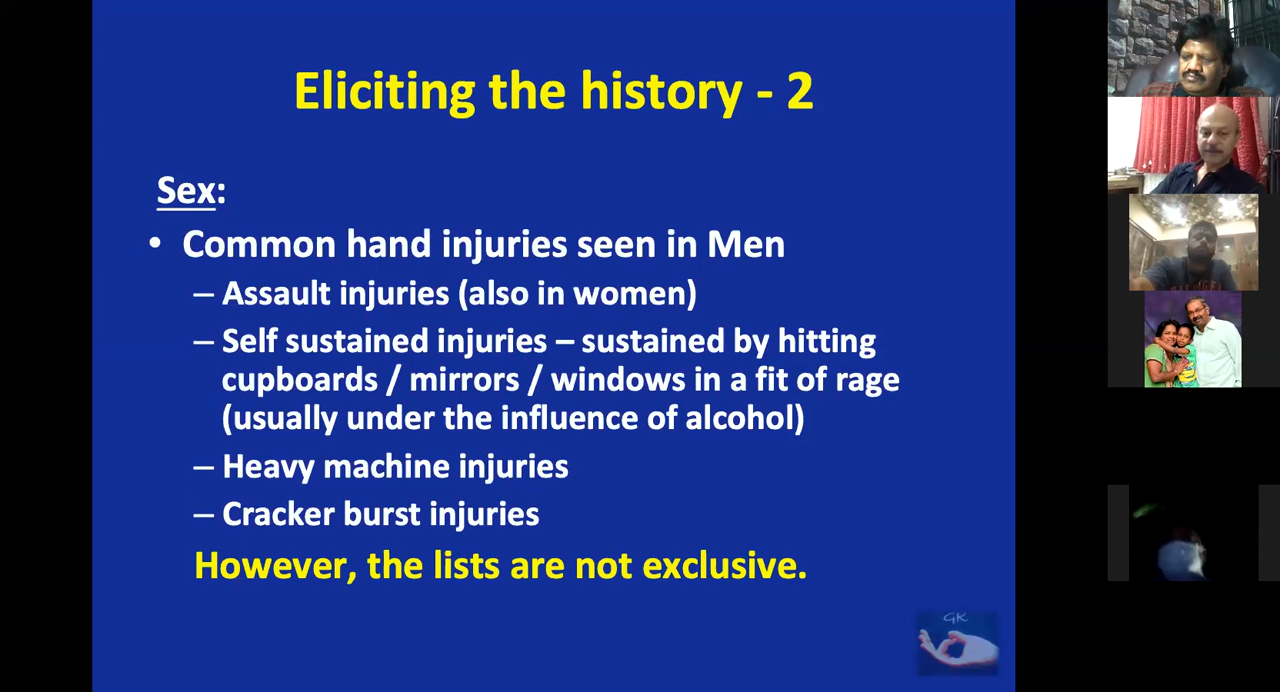 Eliciting the history - 2
Sex:
• Common hand injuries seen in Men
– Assault injuries (also in women)
– Self sustained injuries – sustained by hitting
cupboards / mirrors / windows in a fit of rage
(usually under the influence of alcohol)
– Heavy machine injuries
– Cracker burst injuries
However, the lists are not exclusive.
GK